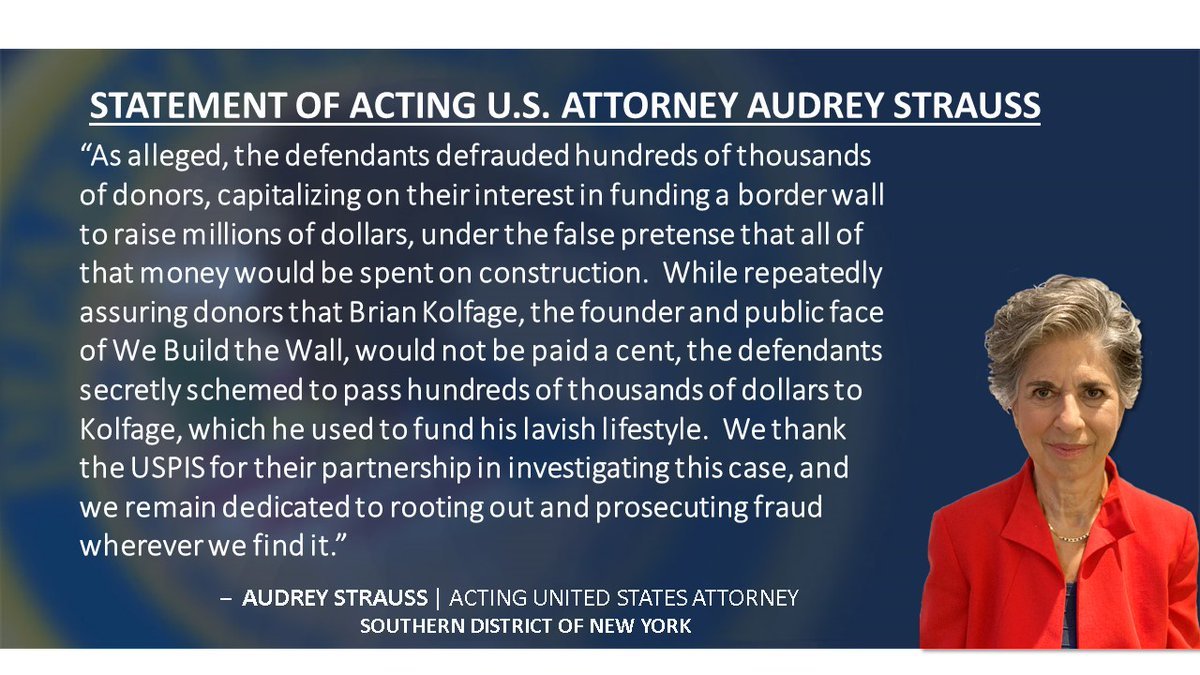 STATEMENT OF ACTING U.S. ATTORNEY AUDREY STRAUSS
“As alleged, the defendants defrauded hundreds of thousands
of donors, capitalizing on their interest in funding a border wall
to raise millions of dollars, under the false pretense that all of
that money would be spent on construction.  While repeatedly
assuring donors that Brian Kolfage, the founder and public face
of We Build the Wall, would not be paid a cent, the defendants
secretly schemed to pass hundreds of thousands of dollars to
Kolfage, which he used to fund his lavish lifestyle.  We thank
the USPIS for their partnership in investigating this case, and
we remain dedicated to rooting out and prosecuting fraud
wherever we find it.”
– AUDREY STRAUSS | ACTING UNITED STATES ATTORNEY
SOUTHERN DISTRICT OF NEW YORK